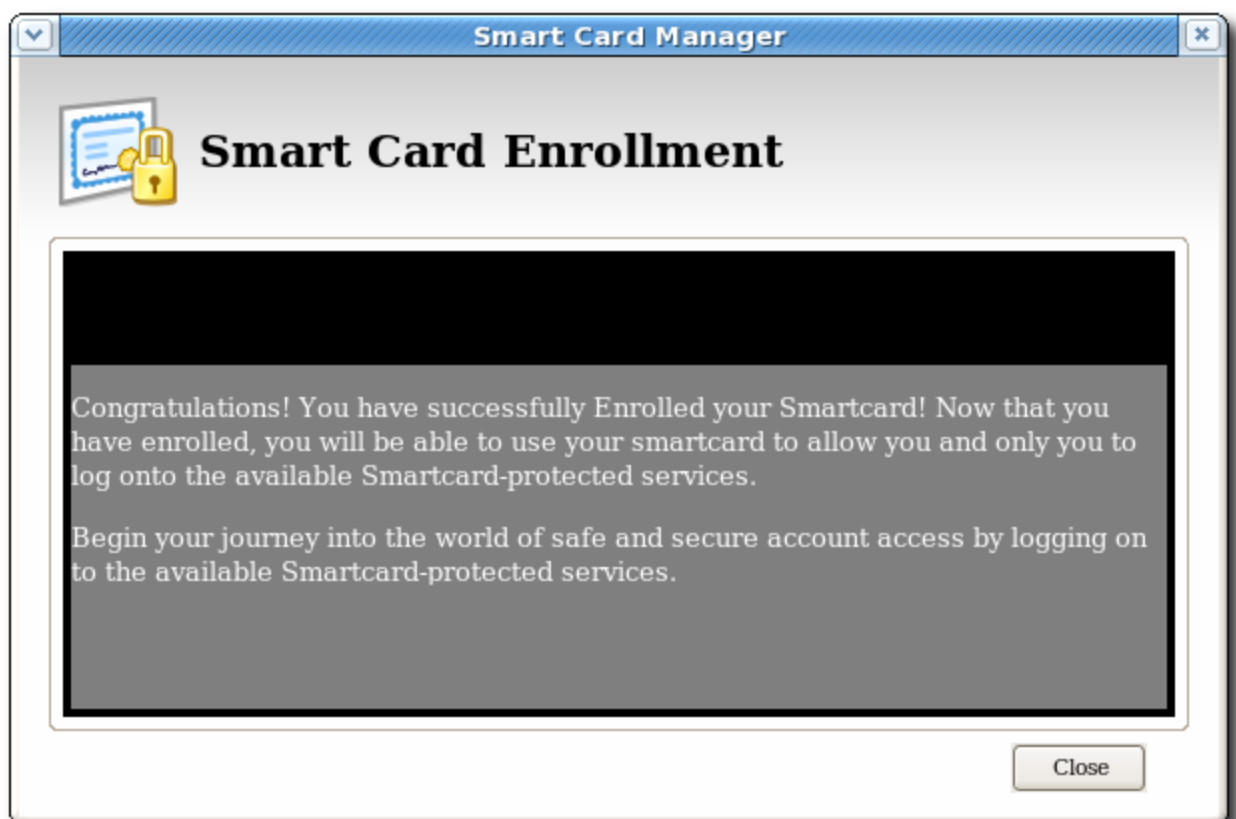 Smart Card Manager
Smart Card Enrollment
Congratulations! You have successfully Enrolled your Smartcard! Now that you
have enrolled, you will be able to use your smartcard to allow you and only you to
log onto the available Smartcard-protected services.
Begin your journey into the world of safe and secure account access by logging on
to the available Smartcard-protected services.
Close